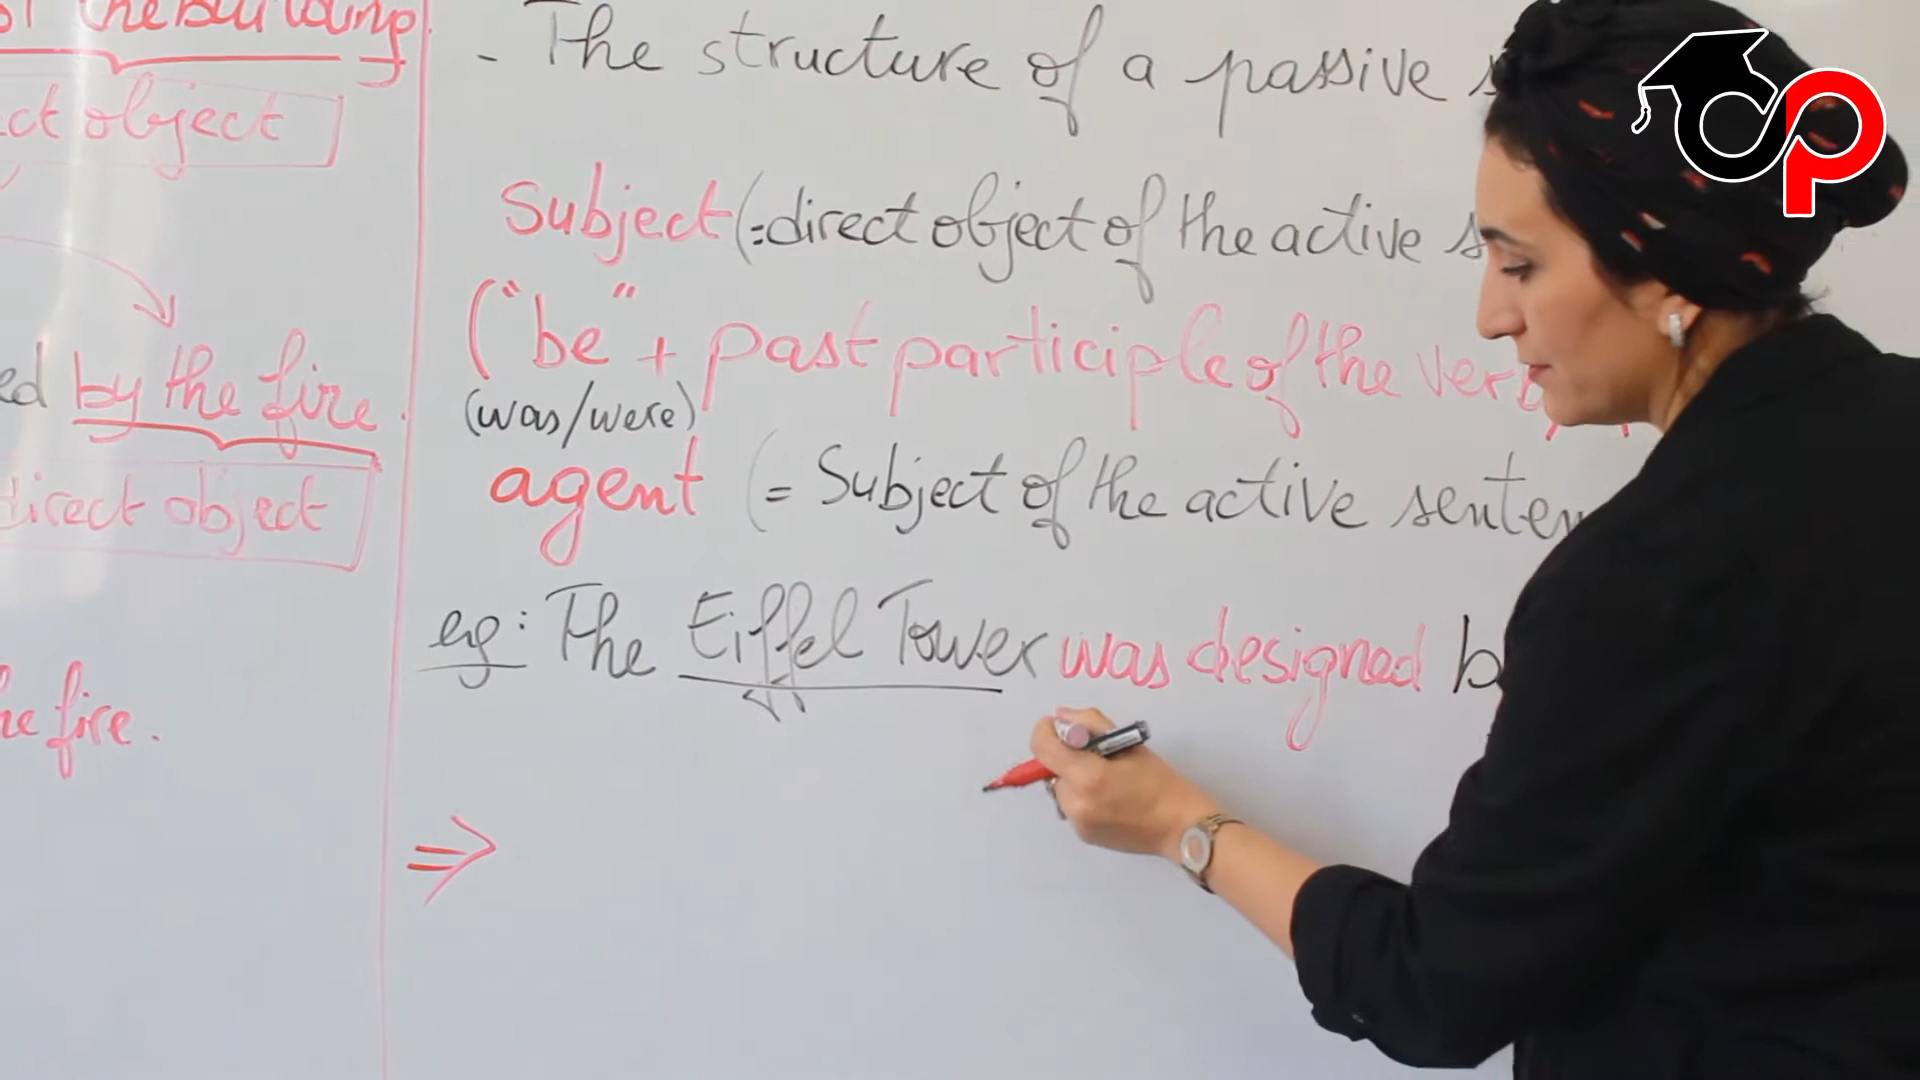 of the building.
object
by the fire.
direct object
he fire.
- The structure of a passive
Subject (= direct object of the active
("be" + past participle of the verb
(was/were)
agent (= Subject of the active senten
eg: The Eiffel Tower was designed b
⇒